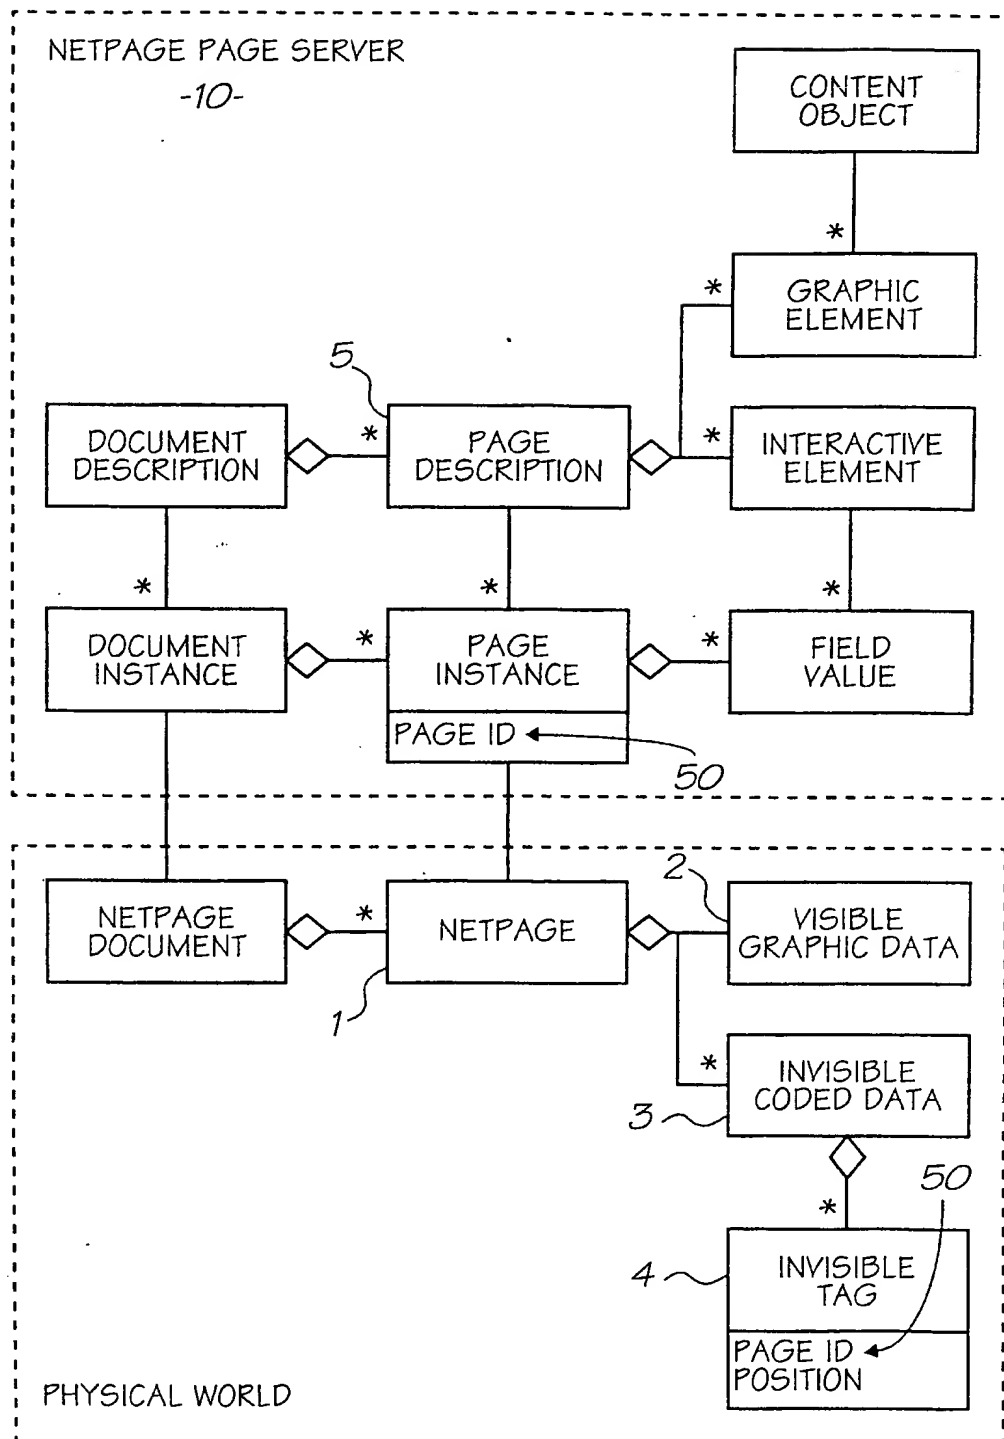 NETPAGE PAGE SERVER
-10-
CONTENT
OBJECT
*
*
GRAPHIC
ELEMENT
5
DOCUMENT
DESCRIPTION
*
PAGE
DESCRIPTION
*
INTERACTIVE
ELEMENT
*
*
*
DOCUMENT
INSTANCE
*
PAGE
INSTANCE
*
FIELD
VALUE
PAGE ID
50
2
NETPAGE
DOCUMENT
*
NETPAGE
VISIBLE
GRAPHIC DATA
1
*
INVISIBLE
CODED DATA
3
50
*
4
INVISIBLE
TAG
PAGE ID
POSITION
PHYSICAL WORLD